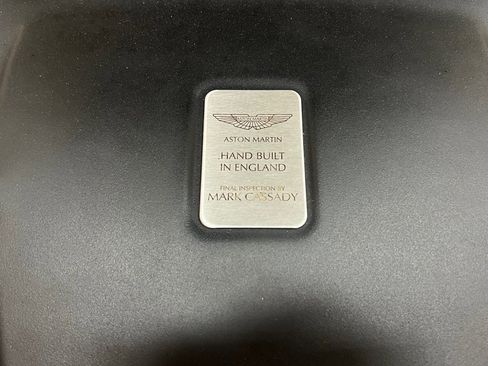 ASTON MARTIN
HAND BUILT
IN ENGLAND
FINAL INSPECTION BY
MARK CASSADY